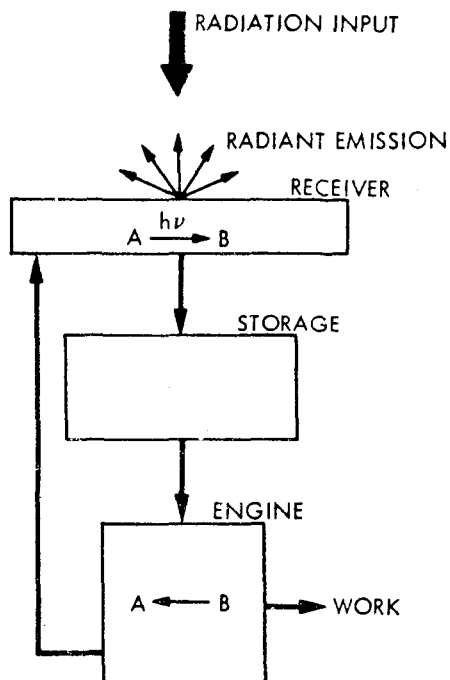 RADIATION INPUT
RADIANT EMISSION
RECEIVER
hν
A → B
STORAGE
ENGINE
A ← B
WORK